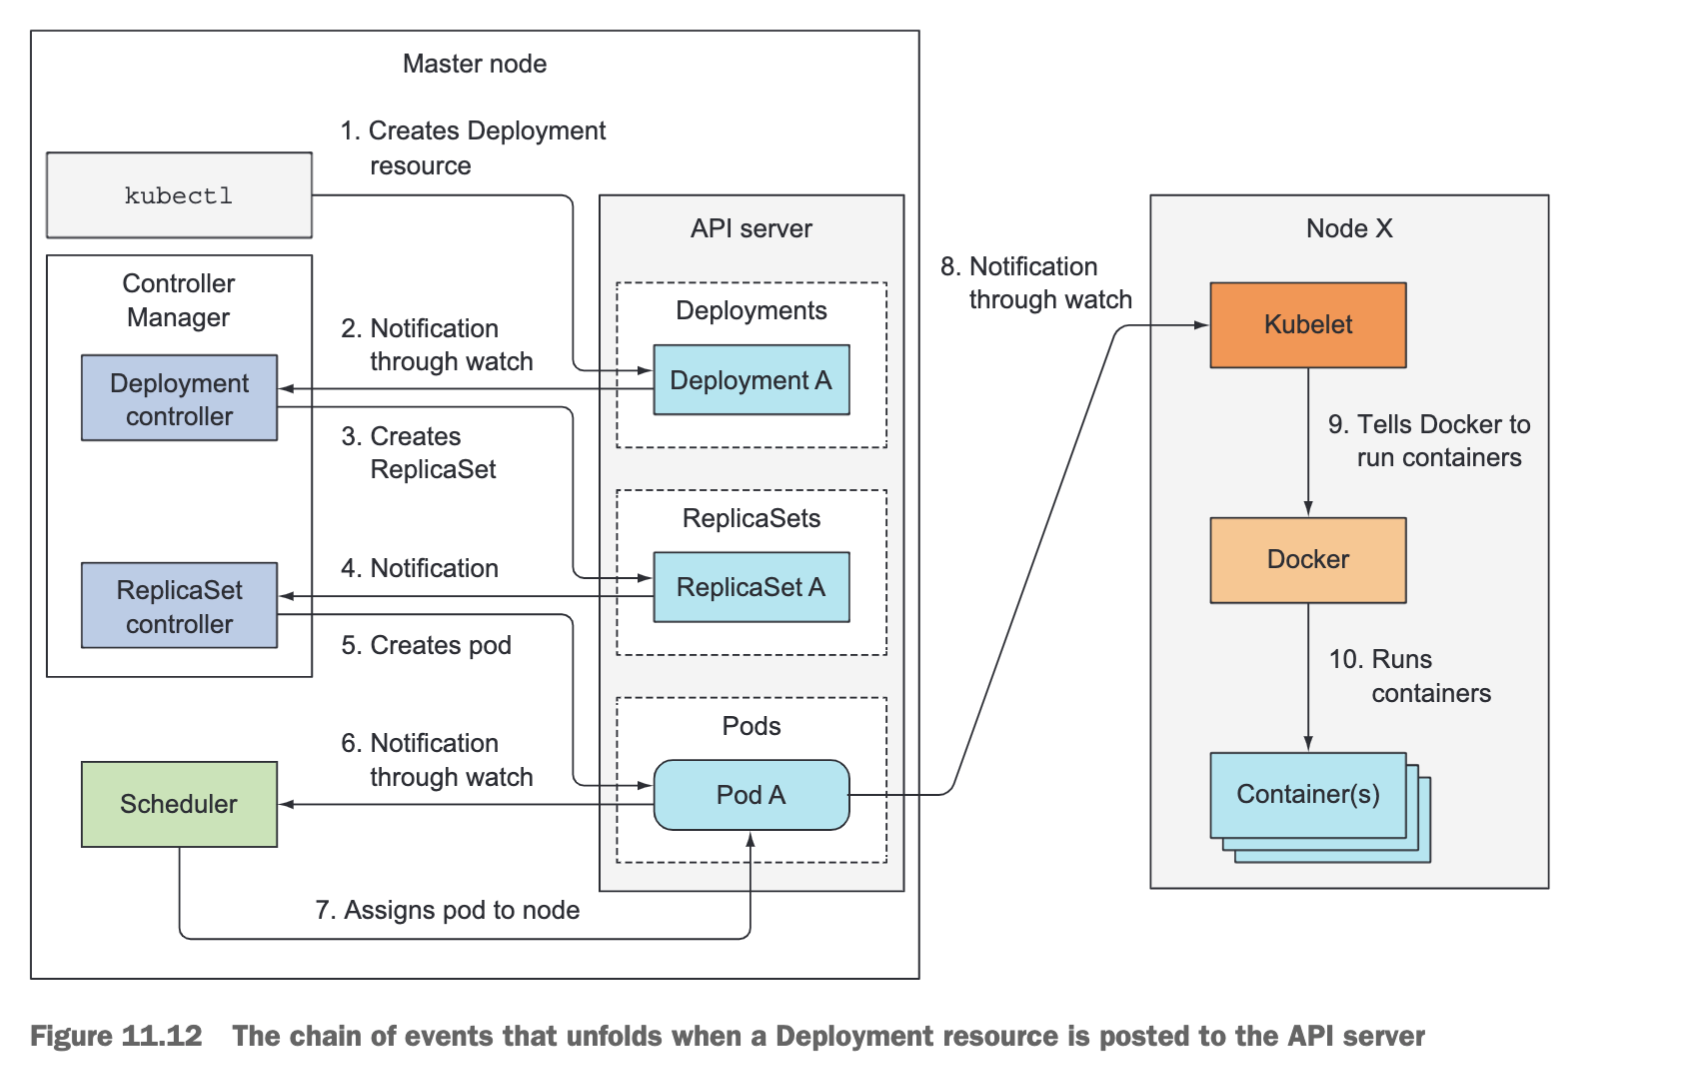 Master node
1. Creates Deployment
resource
kubectl
API server
Node X
Controller
Manager
8. Notification
through watch
Deployments
2. Notification
through watch
Kubelet
Deployment
controller
Deployment A
3. Creates
ReplicaSet
9. Tells Docker to
run containers
ReplicaSets
4. Notification
Docker
ReplicaSet
controller
ReplicaSet A
5. Creates pod
10. Runs
containers
Pods
6. Notification
through watch
Scheduler
Pod A
Container(s)
7. Assigns pod to node
Figure 11.12 The chain of events that unfolds when a Deployment resource is posted to the API server